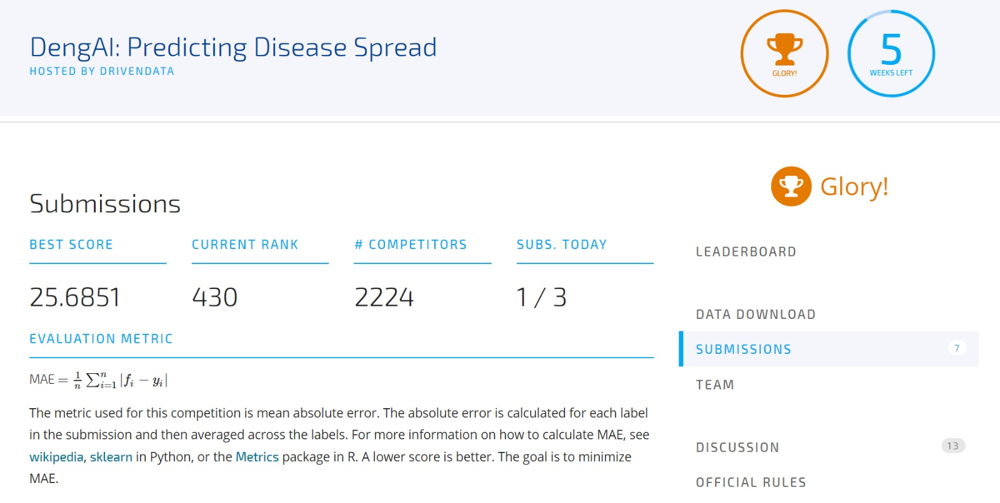 DengAI: Predicting Disease Spread
HOSTED BY DRIVENDATA
GLORY!
5
WEEKS LEFT
Submissions
BEST SCORE
CURRENT RANK
# COMPETITORS
SUBS. TODAY
25.6851
430
2224
1 / 3
EVALUATION METRIC
MAE = \frac{1}{n} \sum_{i=1}^{n} |f_i - y_i|
The metric used for this competition is mean absolute error. The absolute error is calculated for each label
in the submission and then averaged across the labels. For more information on how to calculate MAE, see
wikipedia, sklearn in Python, or the Metrics package in R. A lower score is better. The goal is to minimize
MAE.
Glory!
LEADERBOARD
DATA DOWNLOAD
SUBMISSIONS 7
TEAM
DISCUSSION 13
OFFICIAL RULES